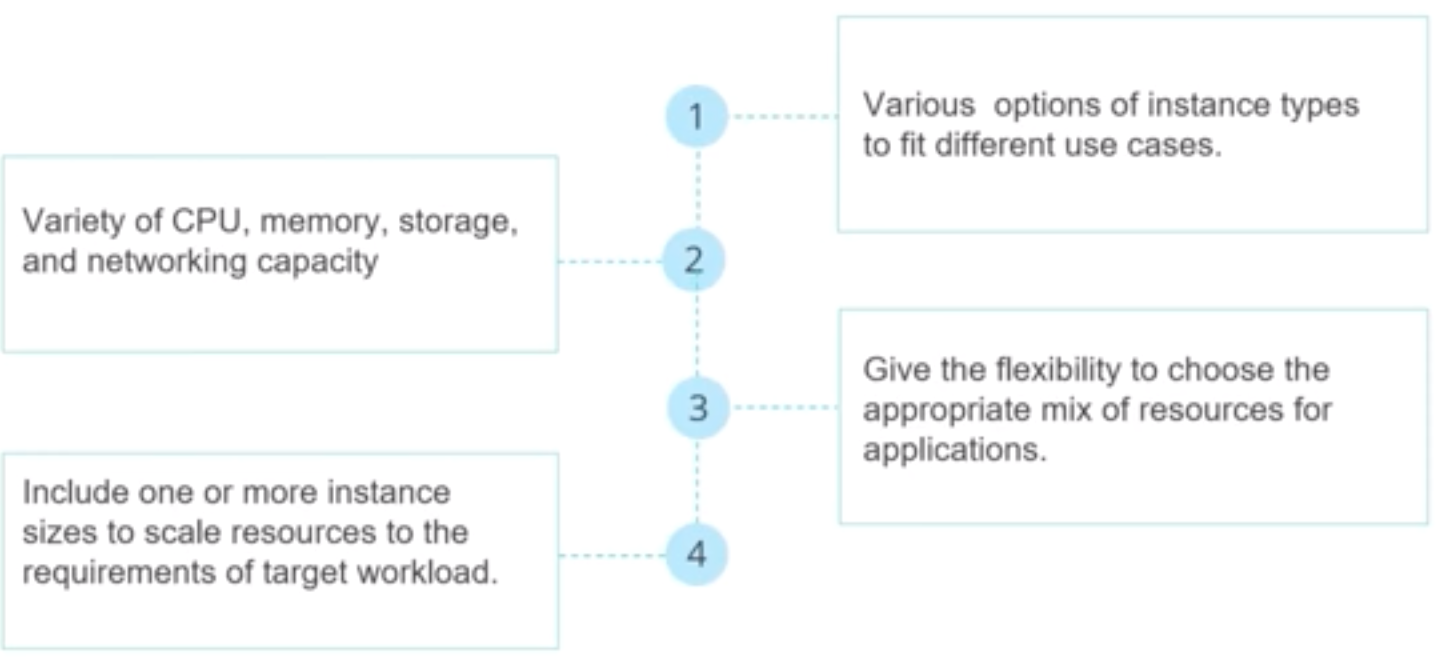 1
Various options of instance types
to fit different use cases.
2
Variety of CPU, memory, storage,
and networking capacity
3
Give the flexibility to choose the
appropriate mix of resources for
applications.
4
Include one or more instance
sizes to scale resources to the
requirements of target workload.